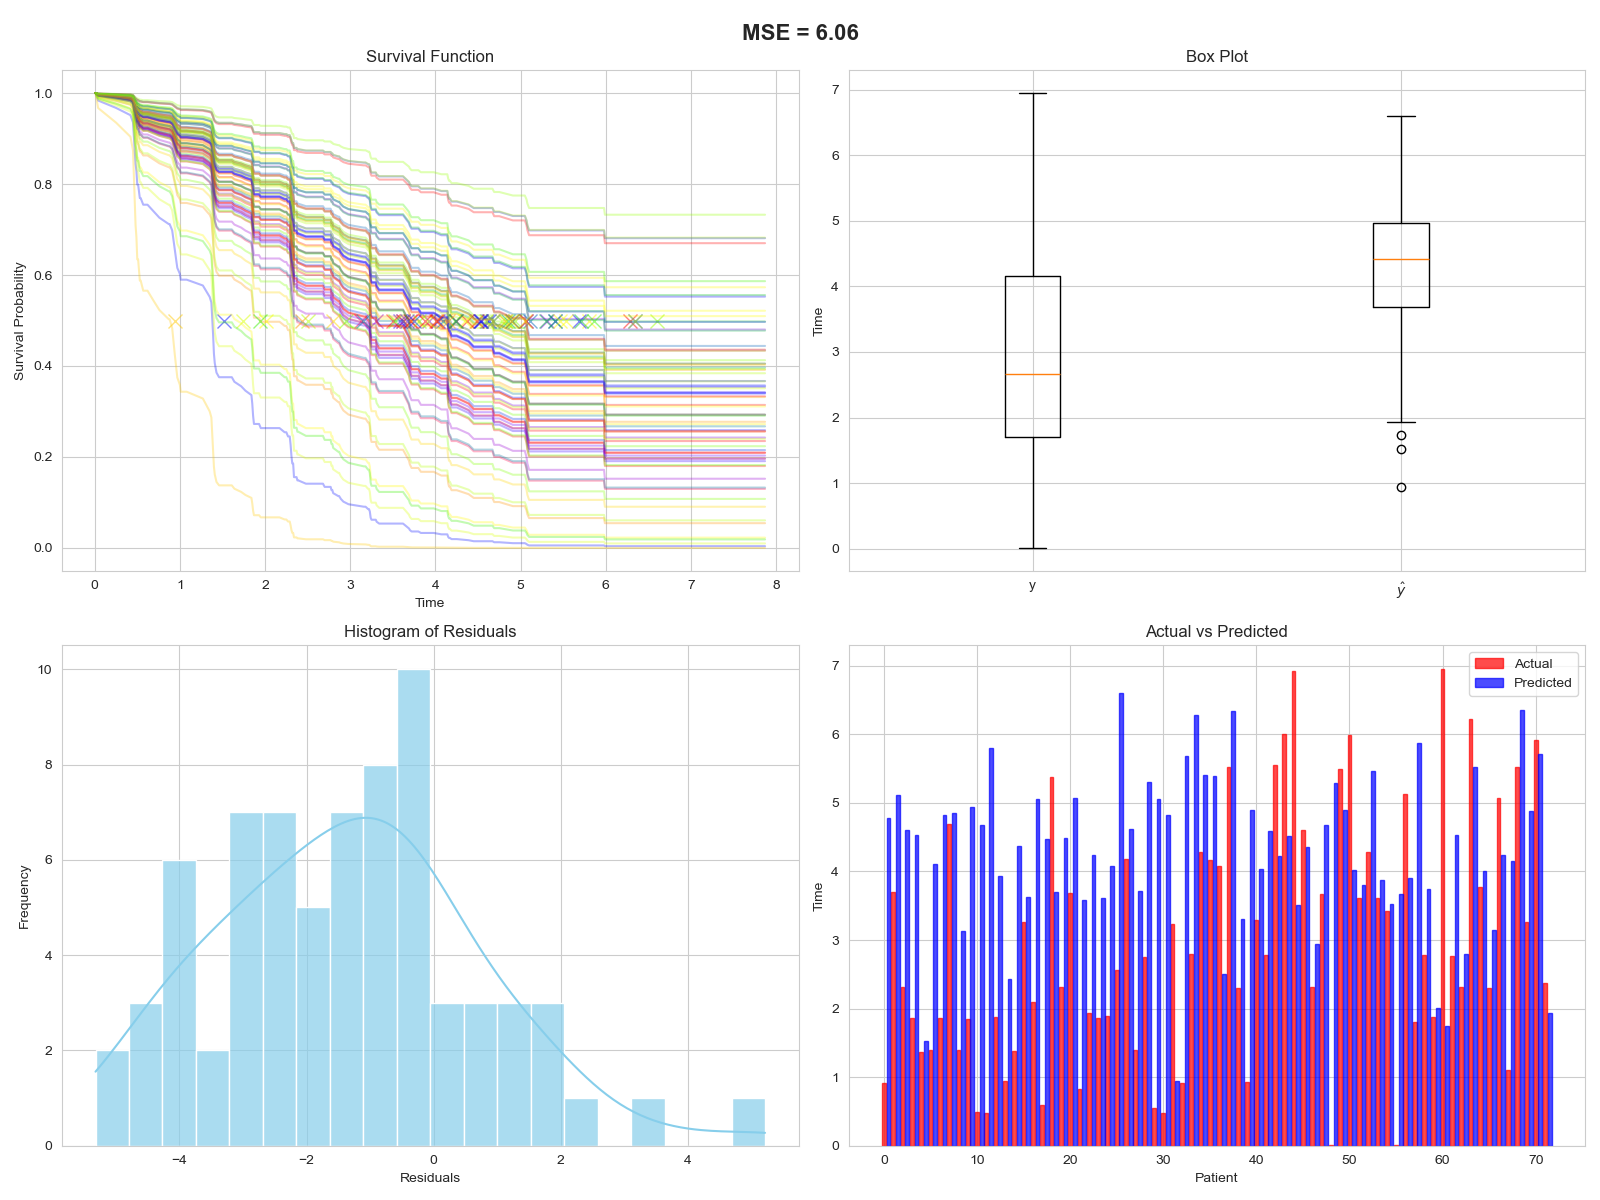 MSE = 6.06
Survival Function
Survival Probability
1.0
0.8
0.6
0.4
0.2
0.0
0 1 2 3 4 5 6 7 8
Time
Box Plot
Time
7
6
5
4
3
2
1
0
y ŷ
Histogram of Residuals
Frequency
10
8
6
4
2
0
−4 −2 0 2 4
Residuals
Actual vs Predicted
Time
7
6
5
4
3
2
1
0
Actual
Predicted
0 10 20 30 40 50 60 70
Patient